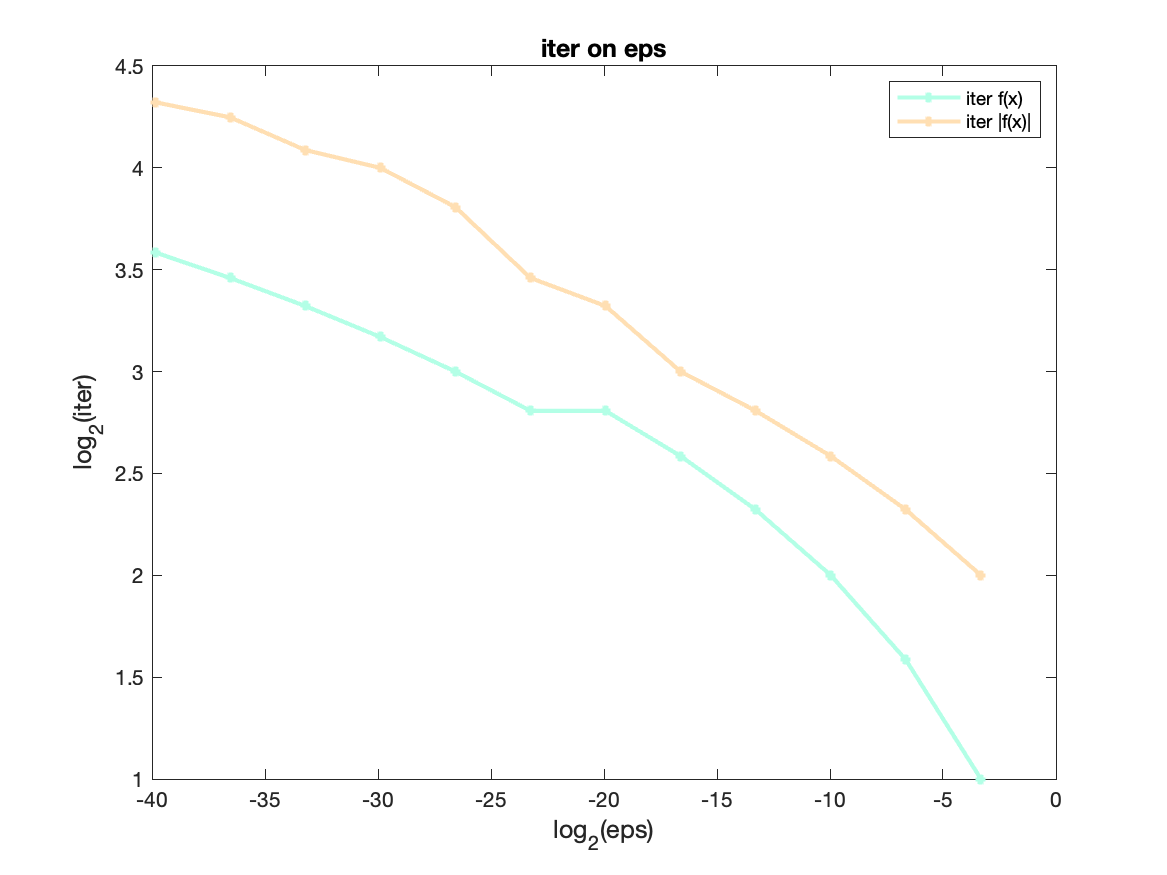 iter on eps
4.5
4
3.5
3
2.5
2
1.5
1
log₂(iter)
iter f(x)
iter |f(x)|
-40 -35 -30 -25 -20 -15 -10 -5 0
log₂(eps)